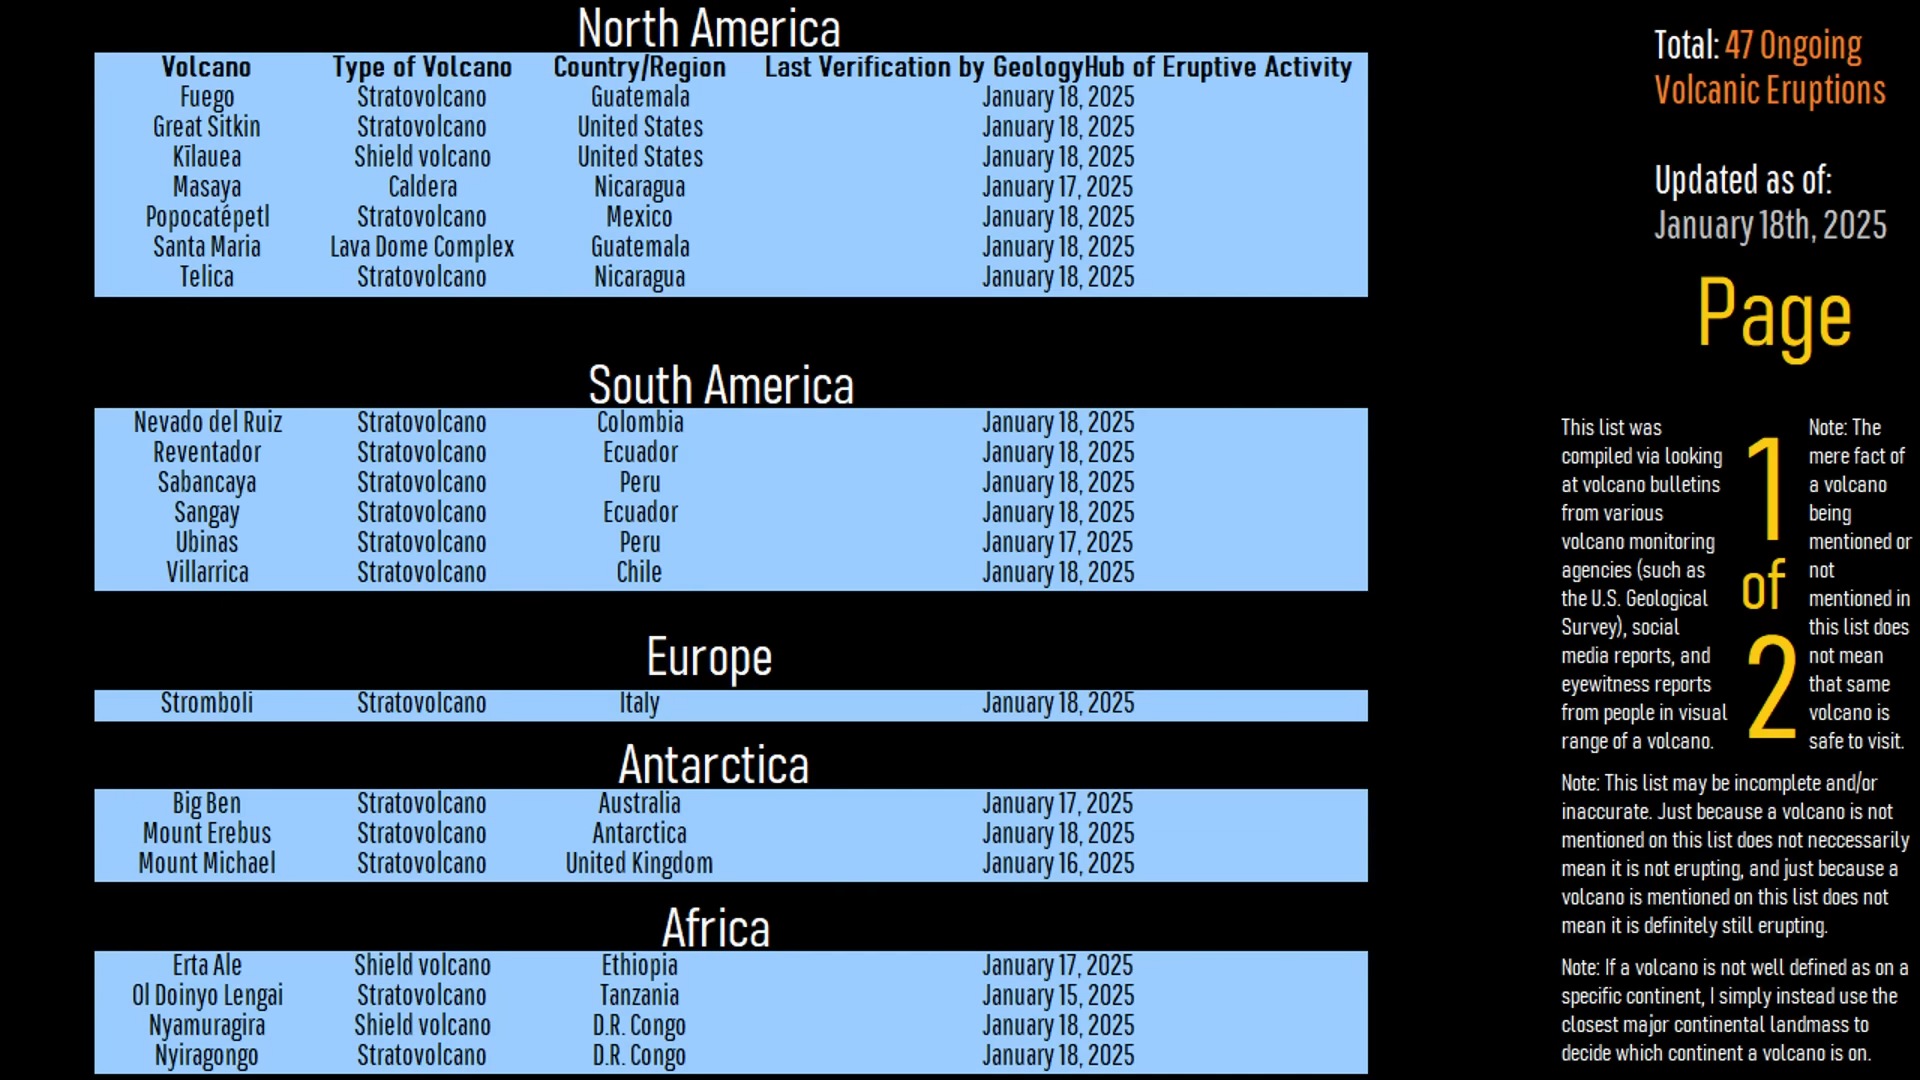 North America
Volcano Type of Volcano Country/Region Last Verification by GeologyHub of Eruptive Activity
Fuego Stratovolcano Guatemala January 18, 2025
Great Sitkin Stratovolcano United States January 18, 2025
Kīlauea Shield volcano United States January 18, 2025
Masaya Caldera Nicaragua January 17, 2025
Popocatépetl Stratovolcano Mexico January 18, 2025
Santa Maria Lava Dome Complex Guatemala January 18, 2025
Telica Stratovolcano Nicaragua January 18, 2025
South America
Nevado del Ruiz Stratovolcano Colombia January 18, 2025
Reventador Stratovolcano Ecuador January 18, 2025
Sabancaya Stratovolcano Peru January 18, 2025
Sangay Stratovolcano Ecuador January 18, 2025
Ubinas Stratovolcano Peru January 17, 2025
Villarrica Stratovolcano Chile January 18, 2025
Europe
Stromboli Stratovolcano Italy January 18, 2025
Antarctica
Big Ben Stratovolcano Australia January 17, 2025
Mount Erebus Stratovolcano Antarctica January 18, 2025
Mount Michael Stratovolcano United Kingdom January 16, 2025
Africa
Erta Ale Shield volcano Ethiopia January 17, 2025
Ol Doinyo Lengai Stratovolcano Tanzania January 15, 2025
Nyamuragira Shield volcano D.R. Congo January 18, 2025
Nyiragongo Stratovolcano D.R. Congo January 18, 2025
Total: 47 Ongoing
Volcanic Eruptions
Updated as of:
January 18th, 2025
Page
1
of
2
This list was
compiled via looking
at volcano bulletins
from various
volcano monitoring
agencies (such as
the U.S. Geological
Survey), social
media reports, and
eyewitness reports
from people in visual
range of a volcano.
Note: The
mere fact of
a volcano
being
mentioned or
not
mentioned in
this list does
not mean
that same
volcano is
safe to visit.
Note: This list may be incomplete and/or
inaccurate. Just because a volcano is not
mentioned on this list does not neccessarily
mean it is not erupting, and just because a
volcano is mentioned on this list does not
mean it is definitely still erupting.
Note: If a volcano is not well defined as on a
specific continent, I simply instead use the
closest major continental landmass to
decide which continent a volcano is on.